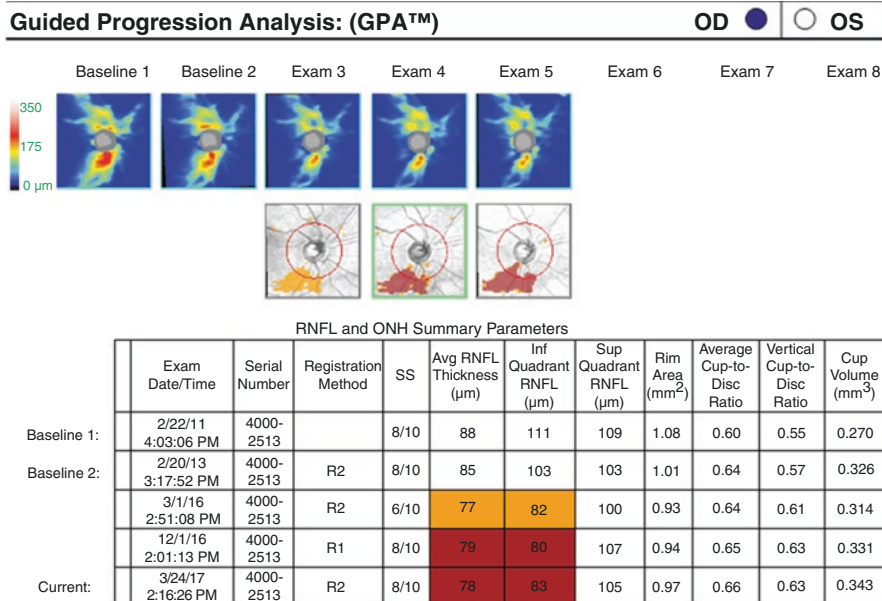 Guided Progression Analysis: (GPA™) OD OS
Baseline 1 Baseline 2 Exam 3 Exam 4 Exam 5 Exam 6 Exam 7 Exam 8
350
175
0 µm
RNFL and ONH Summary Parameters
Exam Date/Time Serial Number Registration Method SS Avg RNFL Thickness (µm) Inf Quadrant RNFL (µm) Sup Quadrant RNFL (µm) Rim Area (mm2) Average Cup-to-Disc Ratio Vertical Cup-to-Disc Ratio Cup Volume (mm3)
Baseline 1: 2/22/11 4:03:06 PM 4000-2513 8/10 88 111 109 1.08 0.60 0.55 0.270
Baseline 2: 2/20/13 3:17:52 PM 4000-2513 R2 8/10 85 103 103 1.01 0.64 0.57 0.326
3/1/16 2:51:08 PM 4000-2513 R2 6/10 77 82 100 0.93 0.64 0.61 0.314
12/1/16 2:01:13 PM 4000-2513 R1 8/10 79 80 107 0.94 0.65 0.63 0.331
Current: 3/24/17 2:16:26 PM 4000-2513 R2 8/10 78 83 105 0.97 0.66 0.63 0.343